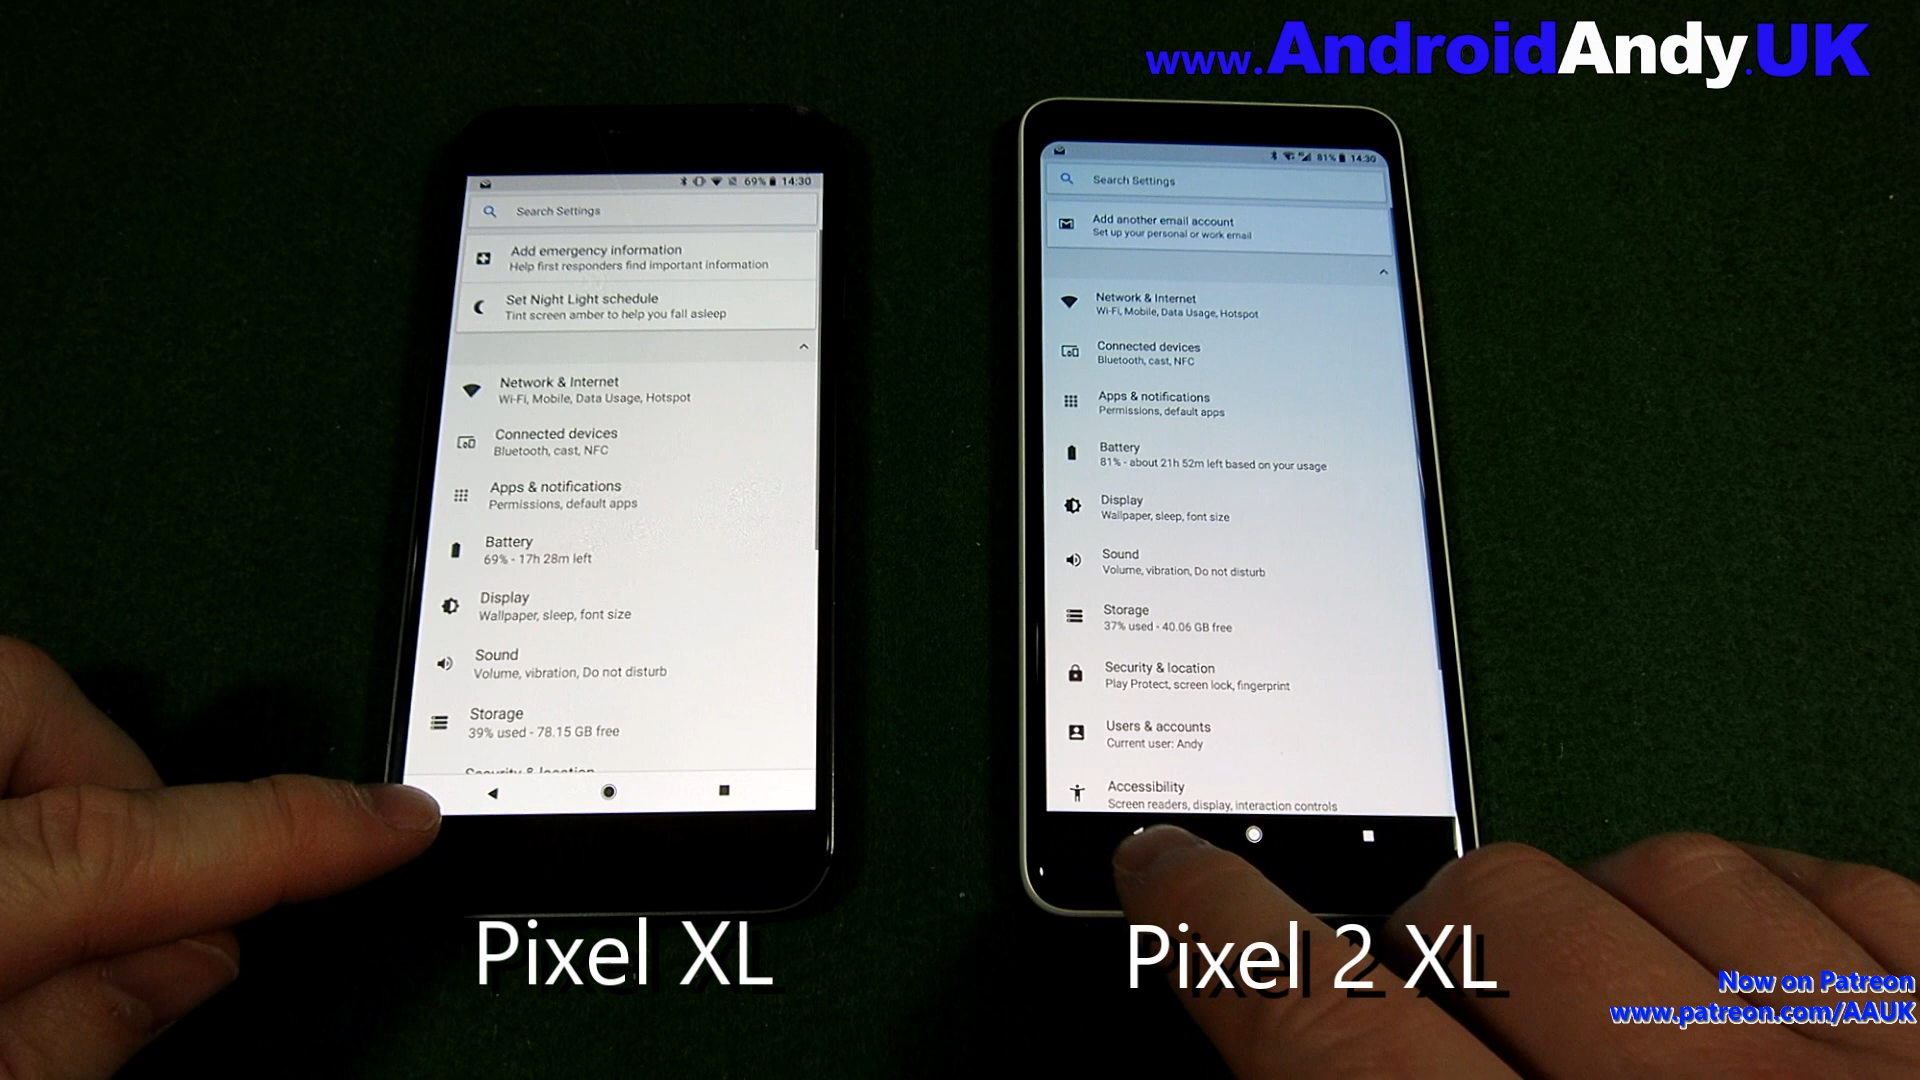 www.AndroidAndy.UK
69% 14:30
Search Settings
Add emergency information
Help first responders find important information
Set Night Light schedule
Tint screen amber to help you fall asleep
Network & Internet
Wi-Fi, Mobile, Data Usage, Hotspot
Connected devices
Bluetooth, cast, NFC
Apps & notifications
Permissions, default apps
Battery
69% - 17h 28m left
Display
Wallpaper, sleep, font size
Sound
Volume, vibration, Do not disturb
Storage
39% used - 78.15 GB free
Security & location
Pixel XL
81% 14:30
Search Settings
Add another email account
Set up your personal or work email
Network & Internet
Wi-Fi, Mobile, Data Usage, Hotspot
Connected devices
Bluetooth, cast, NFC
Apps & notifications
Permissions, default apps
Battery
81% - about 21h 52m left based on your usage
Display
Wallpaper, sleep, font size
Sound
Volume, vibration, Do not disturb
Storage
37% used - 40.06 GB free
Security & location
Play Protect, screen lock, fingerprint
Users & accounts
Current user: Andy
Accessibility
Screen readers, display, interaction controls
Pixel 2 XL
Now on Patreon
www.patreon.com/AAUK